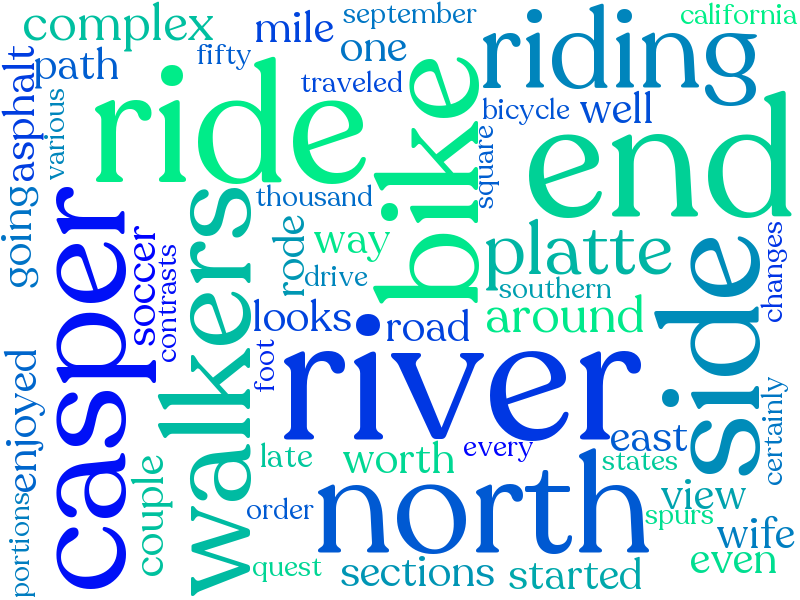 complex
september
california
mile
fifty
one
riding
path
traveled
asphalt
various
ride
bike
bicycle
well
square
end
thousand
going
casper
walkers
rode
way
platte
soccer
contrasts
drive
southern
side
changes
looks
road
around
foot
river
enjoyed
portions
certainly
couple
late
worth
every
east
states
north
view
order
spurs
wife
quest
sections
started
even